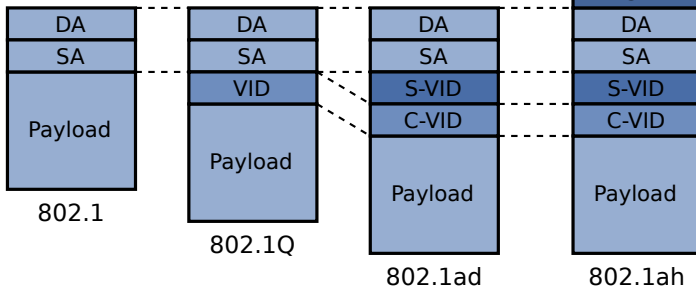 DA
SA
Payload
802.1
DA
SA
VID
Payload
802.1Q
DA
SA
S-VID
C-VID
Payload
802.1ad
DA
SA
S-VID
C-VID
Payload
802.1ah